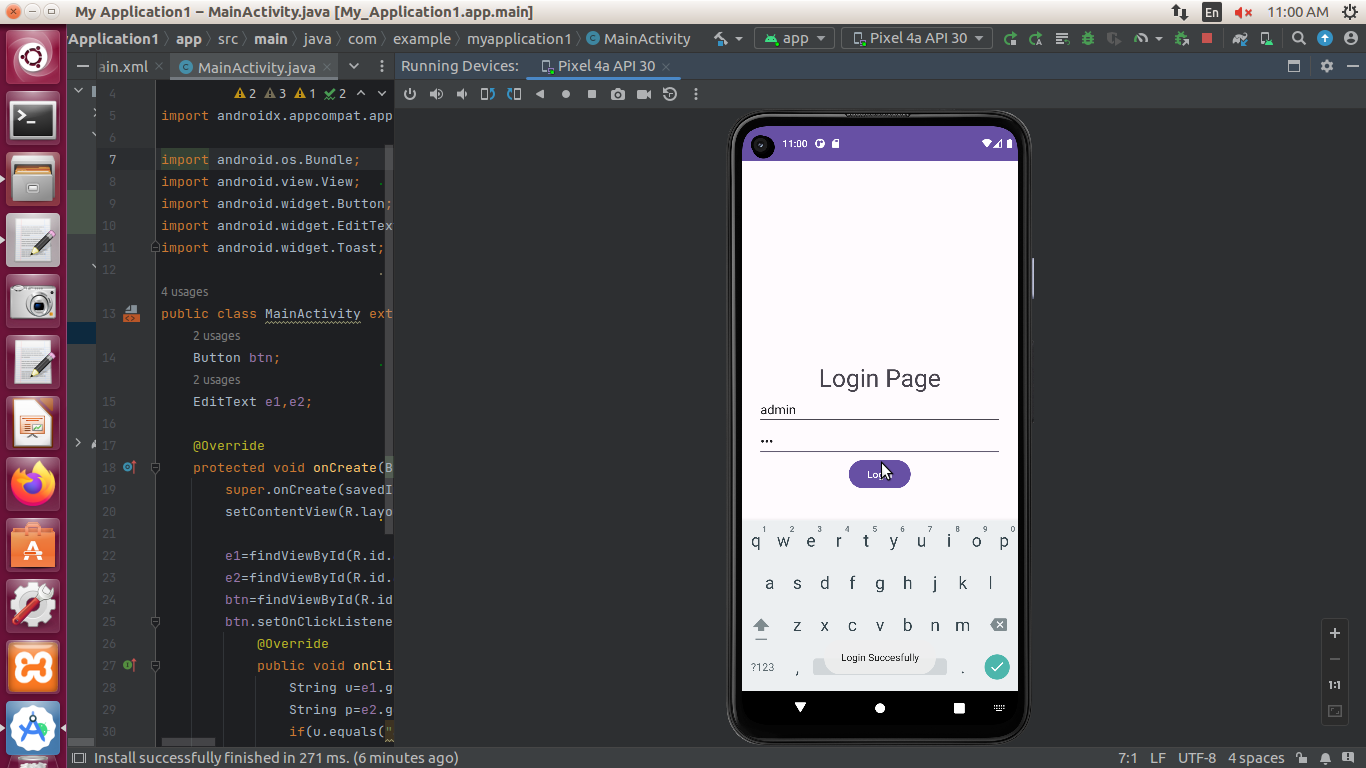 My Application1 – MainActivity.java [My_Application1.app.main]
En
11:00 AM
Application1
app
src
main
java
com
example
myapplication1
MainActivity
app
Pixel 4a API 30
ain.xml
MainActivity.java
Running Devices:
Pixel 4a API 30
4
2
3
1
2
5 import androidx.appcompat.app
6
7 import android.os.Bundle;
8 import android.view.View;
9 import android.widget.Button;
10 import android.widget.EditTex
11 import android.widget.Toast;
12
4 usages
13 public class MainActivity ext
2 usages
14 Button btn;
2 usages
15 EditText e1,e2;
16
17 @Override
18 protected void onCreate(B
19 super.onCreate(savedI
20 setContentView(R.layo
21
22 e1=findViewById(R.id.
23 e2=findViewById(R.id.
24 btn=findViewById(R.id
25 btn.setOnClickListene
26 @Override
27 public void onCli
28 String u=e1.g
29 String p=e2.g
30 if(u.equals("
11:00
Login Page
admin
•••
1 2 3 4 5 6 7 8 9 0
q w e r t y u i o p
a s d f g h j k l
z x c v b n m
?123 , Login Succesfully .
1:1
Install successfully finished in 271 ms. (6 minutes ago)
7:1 LF UTF-8 4 spaces